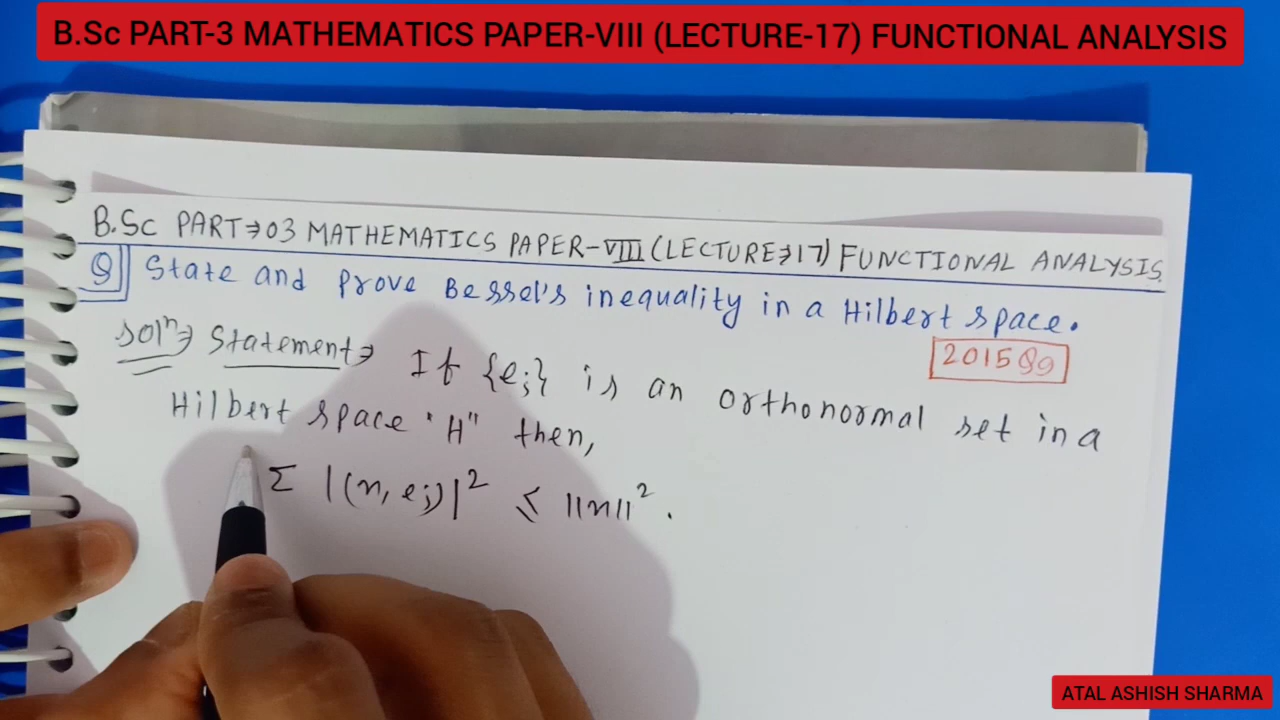 B.Sc PART-3 MATHEMATICS PAPER-VIII (LECTURE-17) FUNCTIONAL ANALYSIS
B.Sc PART⇒03 MATHEMATICS PAPER-VIII (LECTURE⇒17) FUNCTIONAL ANALYSIS.
Q State and Prove Bessel's inequality in a Hilbert space.
2015Q9
Solⁿ⇒ Statement⇒ If {eᵢ} is an orthonormal set in a
Hilbert space "H" then,
Σ |(x, eᵢ)|² ≤ ||x||².
ATAL ASHISH SHARMA